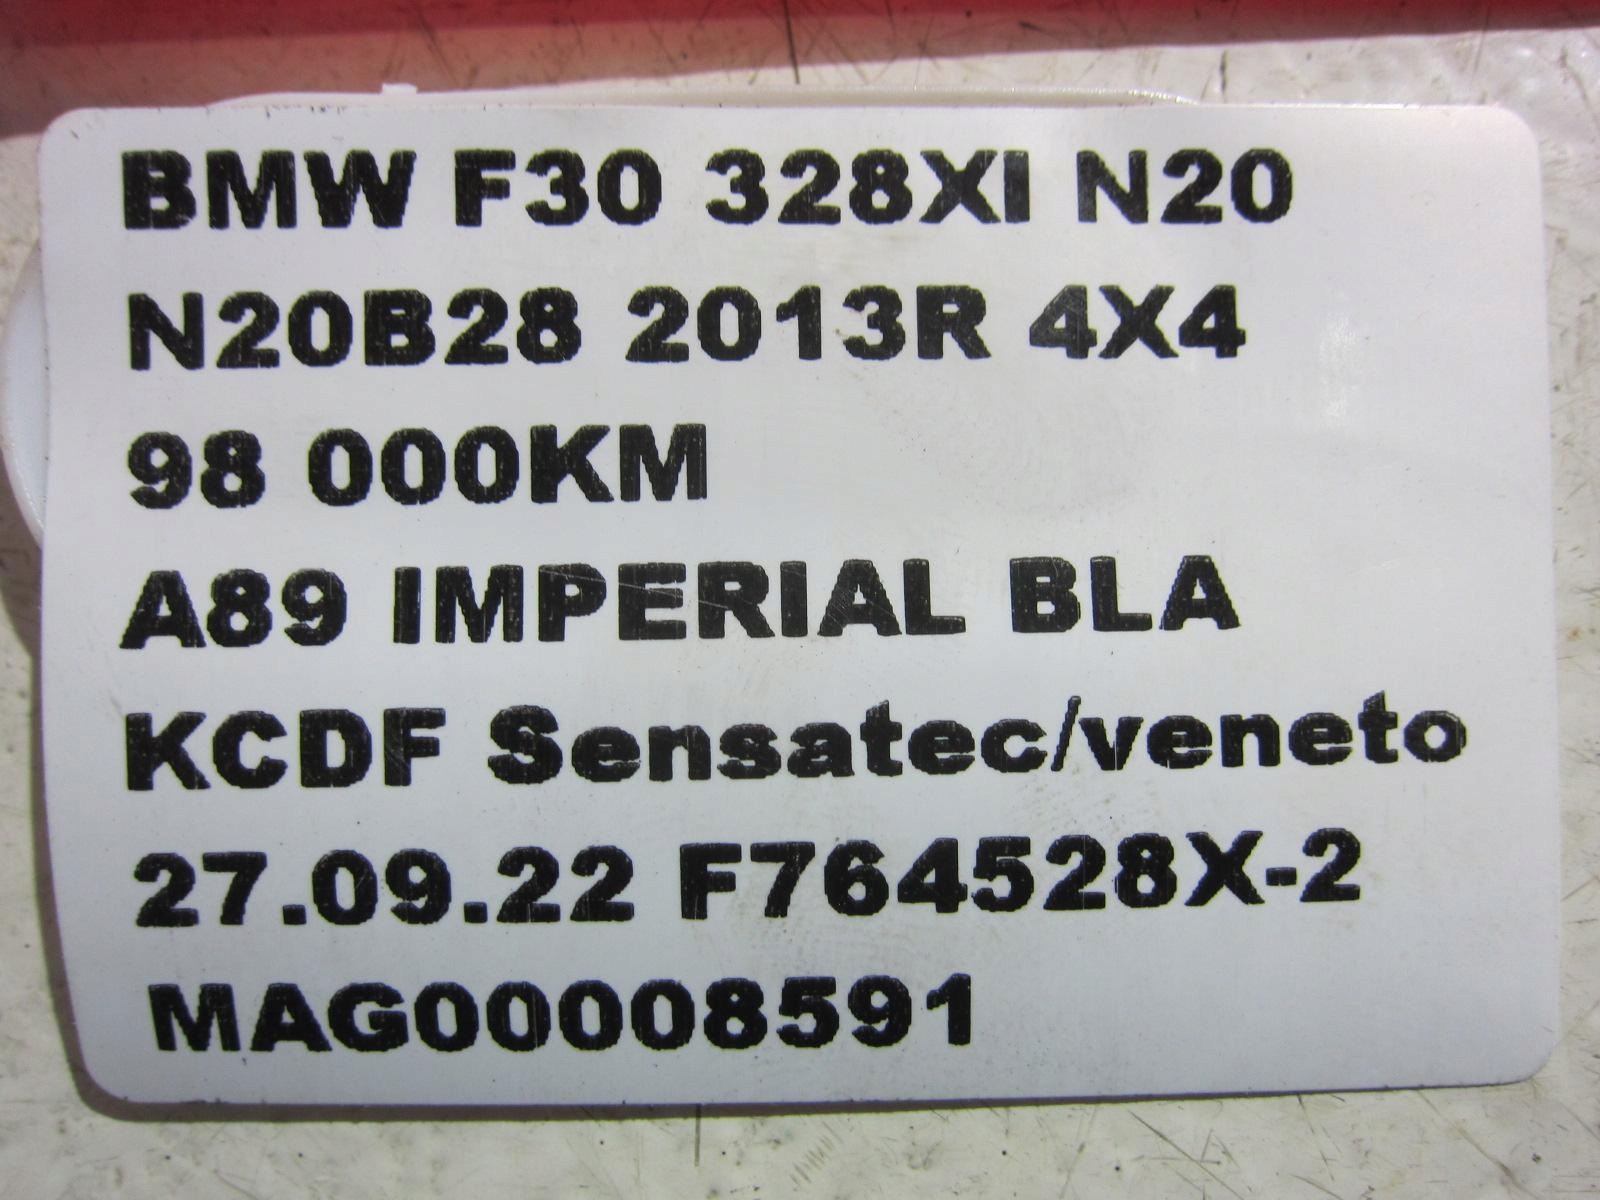 BMW F30 328XI N20
N20B28 2013R 4X4
98 000KM
A89 IMPERIAL BLA
KCDF Sensatec/veneto
27.09.22 F764528X-2
MAG00008591